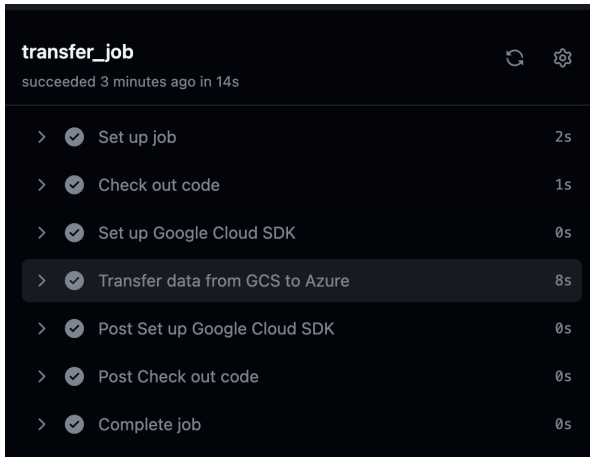 transfer_job
succeeded 3 minutes ago in 14s
Set up job 2s
Check out code 1s
Set up Google Cloud SDK 0s
Transfer data from GCS to Azure 8s
Post Set up Google Cloud SDK 0s
Post Check out code 0s
Complete job 0s